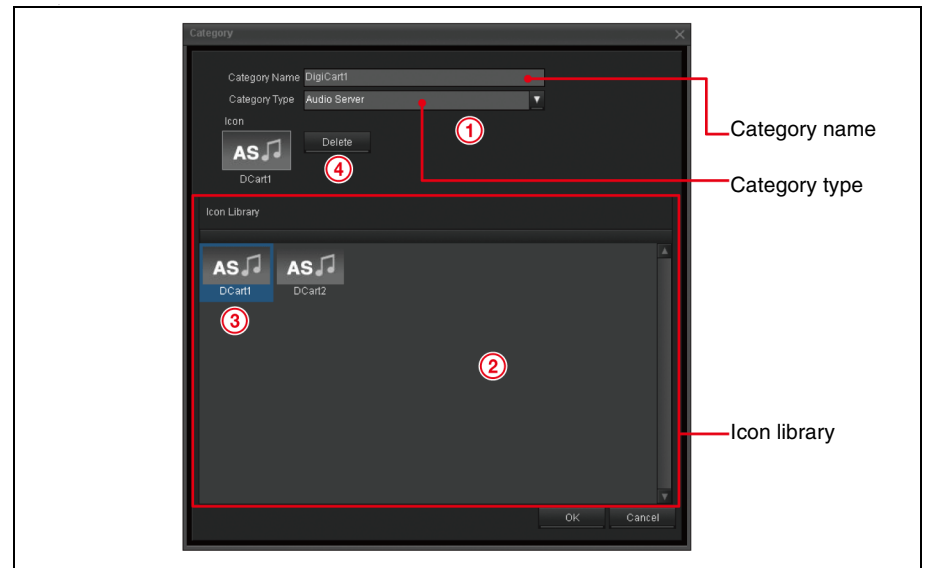 Category
Category Name DigiCart1
Category Type Audio Server
1
Icon
AS
Delete
4
DCart1
Category name
Category type
Icon Library
AS AS
DCart1 DCart2
3
2
Icon library
OK Cancel